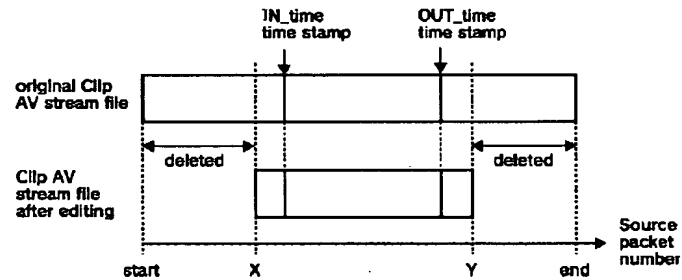 IN_time
time stamp
OUT_time
time stamp
original Clip
AV stream file
deleted
deleted
Clip AV
stream file
after editing
Source
packet
number
start
X
Y
end